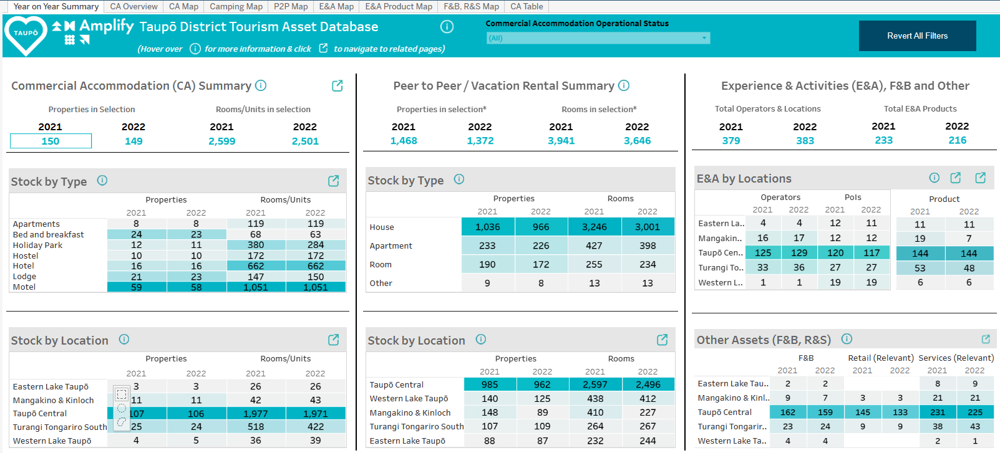 Year on Year Summary CA Overview CA Map Camping Map P2P Map E&A Map E&A Product Map F&B, R&S Map CA Table
TAUPŌ
Amplify
Taupō District Tourism Asset Database
(Hover over for more information & click to navigate to related pages)
Commercial Accommodation Operational Status
(All)
Revert All Filters
Commercial Accommodation (CA) Summary
Properties in Selection Rooms/Units in selection
2021 2022 2021 2022
150 149 2,599 2,501
Stock by Type
Properties Rooms/Units
2021 2022 2021 2022
Apartments 8 8 119 119
Bed and breakfast 24 23 68 63
Holiday Park 12 11 380 284
Hostel 10 10 172 172
Hotel 16 16 662 662
Lodge 21 23 147 150
Motel 59 58 1,051 1,051
Stock by Location
Properties Rooms/Units
2021 2022 2021 2022
Eastern Lake Taupō 3 3 26 26
Mangakino & Kinloch 11 11 42 43
Taupō Central 107 106 1,977 1,971
Turangi Tongariro South 25 24 518 422
Western Lake Taupō 4 5 36 39
Peer to Peer / Vacation Rental Summary
Properties in selection* Rooms in selection*
2021 2022 2021 2022
1,468 1,372 3,941 3,646
Stock by Type
Properties Rooms
2021 2022 2021 2022
House 1,036 966 3,246 3,001
Apartment 233 226 427 398
Room 190 172 255 234
Other 9 8 13 13
Stock by Location
Properties Rooms
2021 2022 2021 2022
Taupō Central 985 962 2,597 2,496
Western Lake Taupō 140 125 438 412
Mangakino & Kinloch 148 89 410 227
Turangi Tongariro South 107 109 264 267
Eastern Lake Taupō 88 87 232 244
Experience & Activities (E&A), F&B and Other
Total Operators & Locations Total E&A Products
2021 2022 2021 2022
379 383 233 216
E&A by Locations
Operators PoIs Product
2021 2022 2021 2022 2021 2022
Eastern La.. 4 4 12 11 11 11
Mangakin.. 16 17 12 12 19 7
Taupō Cen.. 125 129 120 117 144 144
Turangi To.. 33 36 27 27 53 48
Western L.. 1 1 19 19 6 6
Other Assets (F&B, R&S)
F&B Retail (Relevant) Services (Relevant)
2021 2022 2021 2022 2021 2022
Eastern Lake Tau.. 2 2 8 9
Mangakino & Kinl.. 9 7 3 3 21 21
Taupō Central 162 159 145 133 231 225
Turangi Tongarir.. 23 24 9 9 38 43
Western Lake Ta.. 4 4 2 1